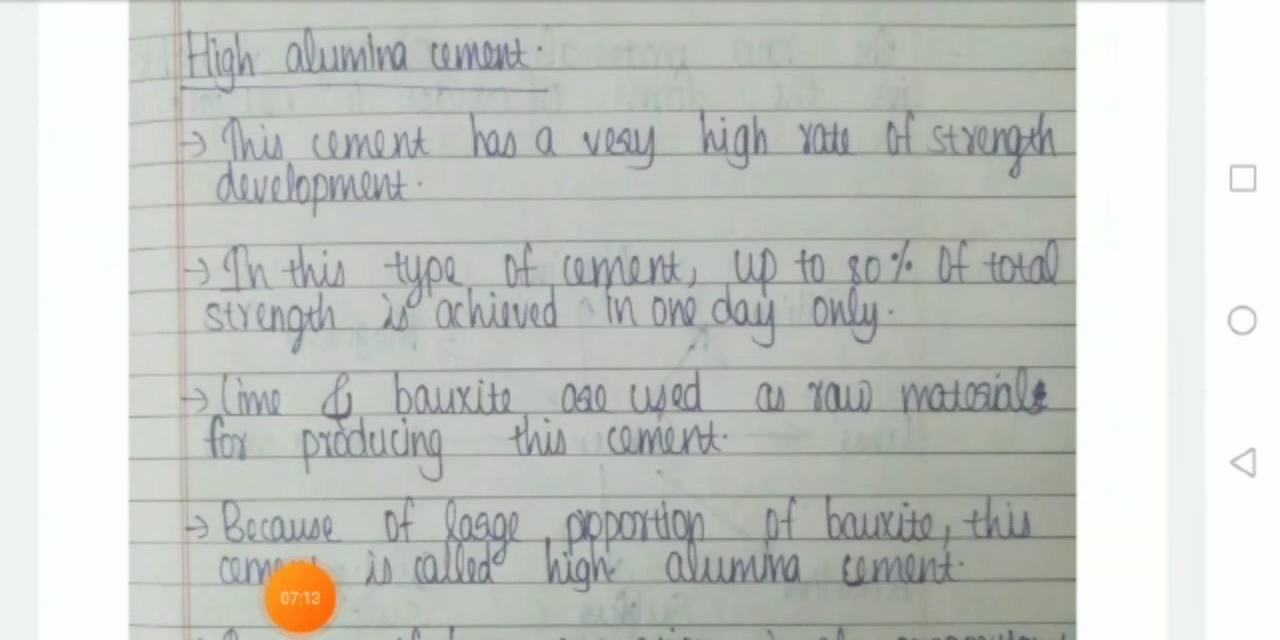 High alumina cement.
→ This cement has a very high rate of strength
development.
→ In this type of cement, up to 80% of total
strength is achieved in one day only.
→ Lime & bauxite are used as raw materials
for producing this cement.
→ Because of large proportion of bauxite, this
is called high alumina cement.
07:13